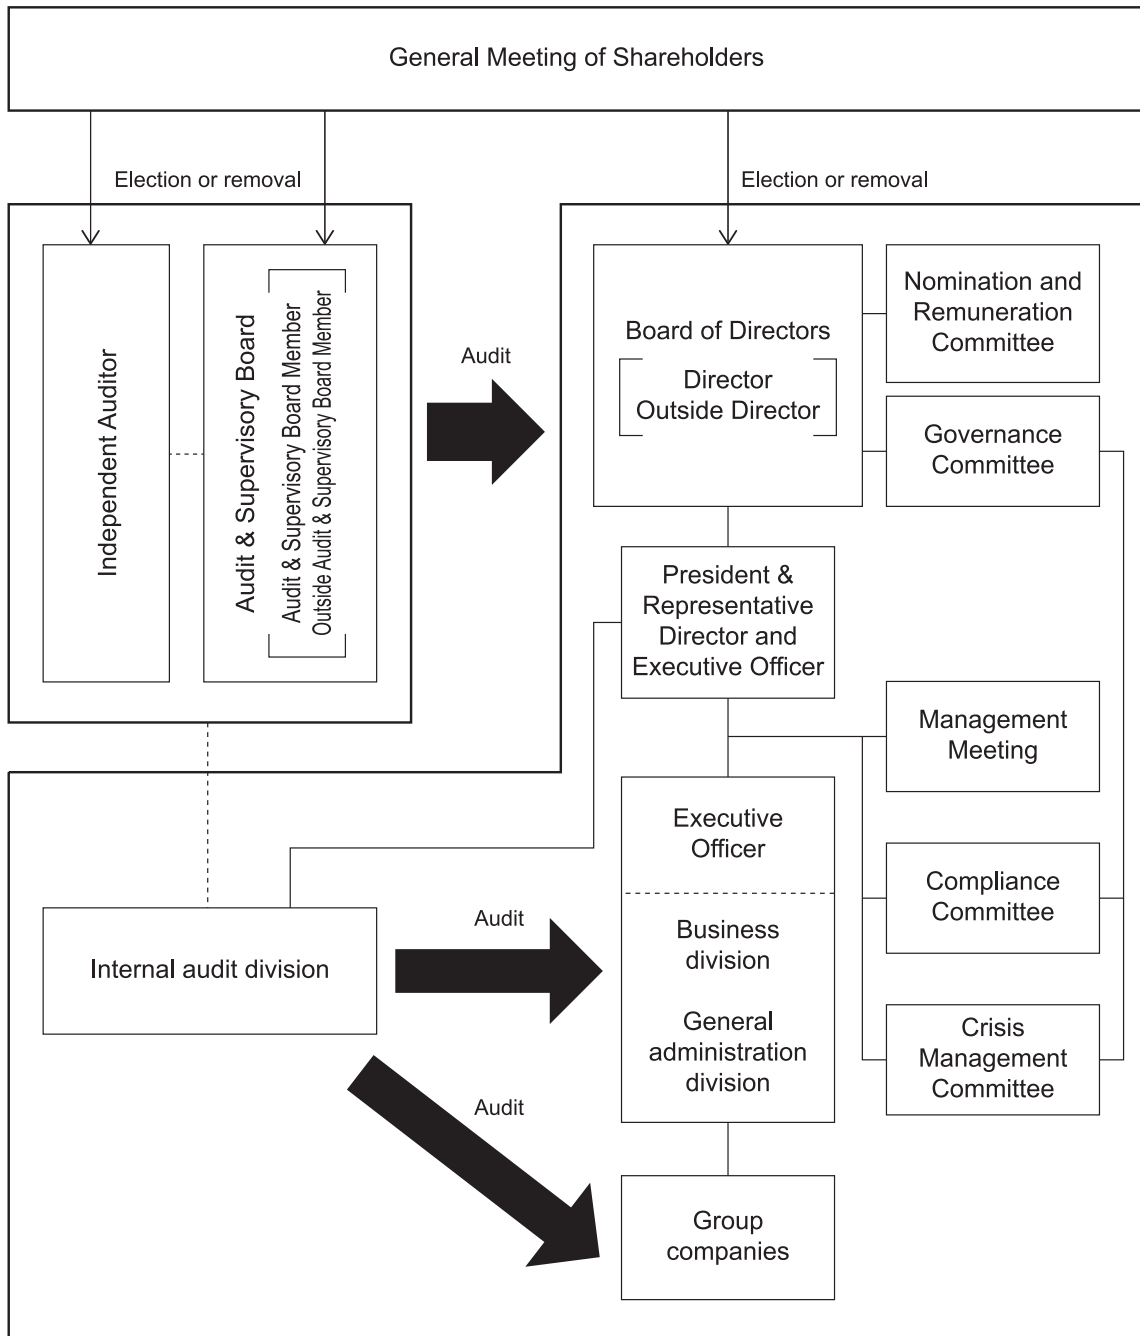 General Meeting of Shareholders
Election or removal
Election or removal
Independent Auditor
Audit & Supervisory Board
Audit & Supervisory Board Member
Outside Audit & Supervisory Board Member
Audit
Board of Directors
Director
Outside Director
Nomination and
Remuneration
Committee
Governance
Committee
President &
Representative
Director and
Executive Officer
Management
Meeting
Executive
Officer
Compliance
Committee
Internal audit division
Audit
Business
division
General
administration
division
Crisis
Management
Committee
Audit
Group
companies